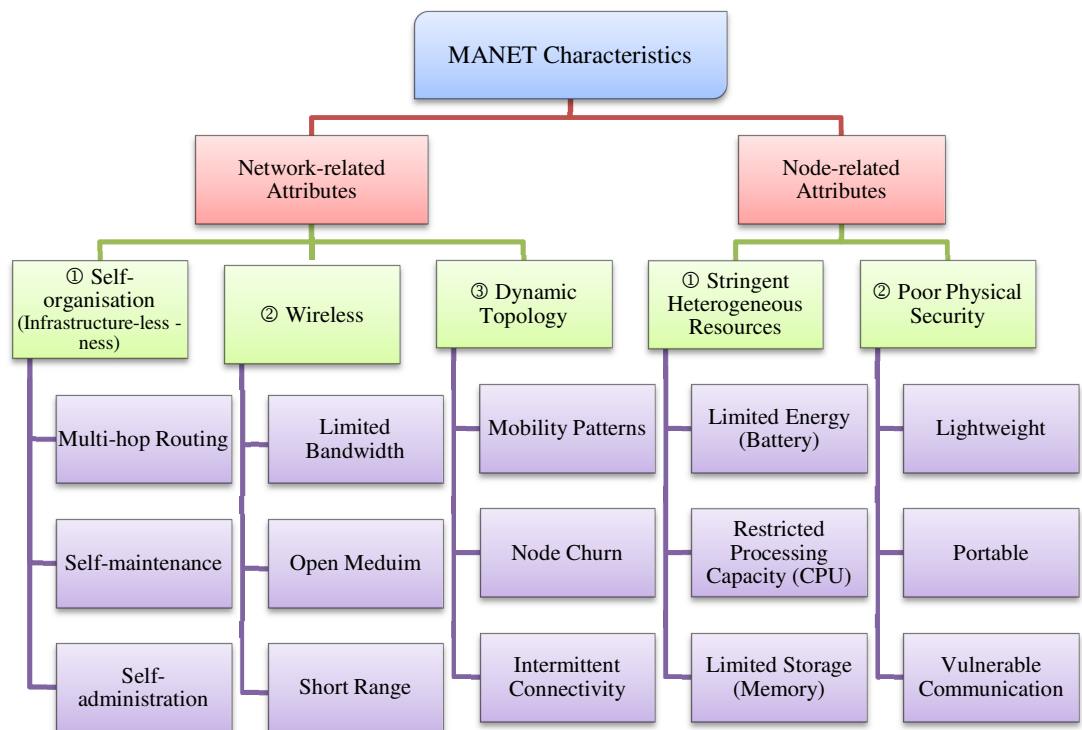 MANET Characteristics
Network-related
Attributes
Node-related
Attributes
① Self-
organisation
(Infrastructure-less -
ness)
② Wireless
③ Dynamic
Topology
① Stringent
Heterogeneous
Resources
② Poor Physical
Security
Multi-hop Routing
Limited
Bandwidth
Mobility Patterns
Limited Energy
(Battery)
Lightweight
Self-maintenance
Open Meduim
Node Churn
Restricted
Processing
Capacity (CPU)
Portable
Self-
administration
Short Range
Intermittent
Connectivity
Limited Storage
(Memory)
Vulnerable
Communication